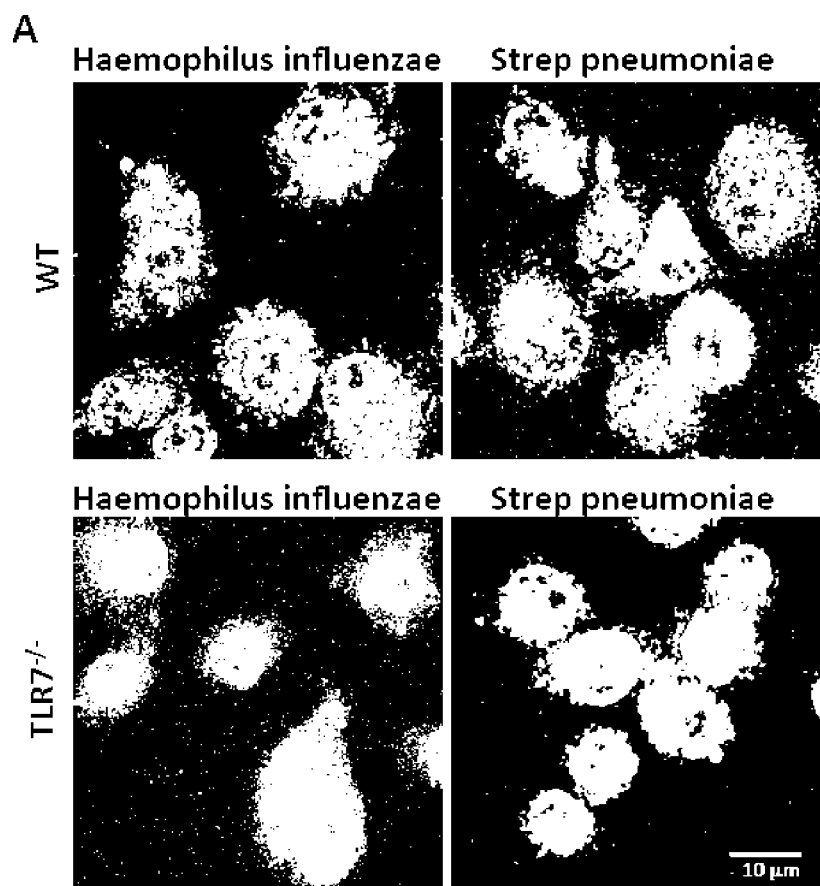 A
Haemophilus influenzae
Strep pneumoniae
WT
Haemophilus influenzae
Strep pneumoniae
TLR7-/-
10 µm